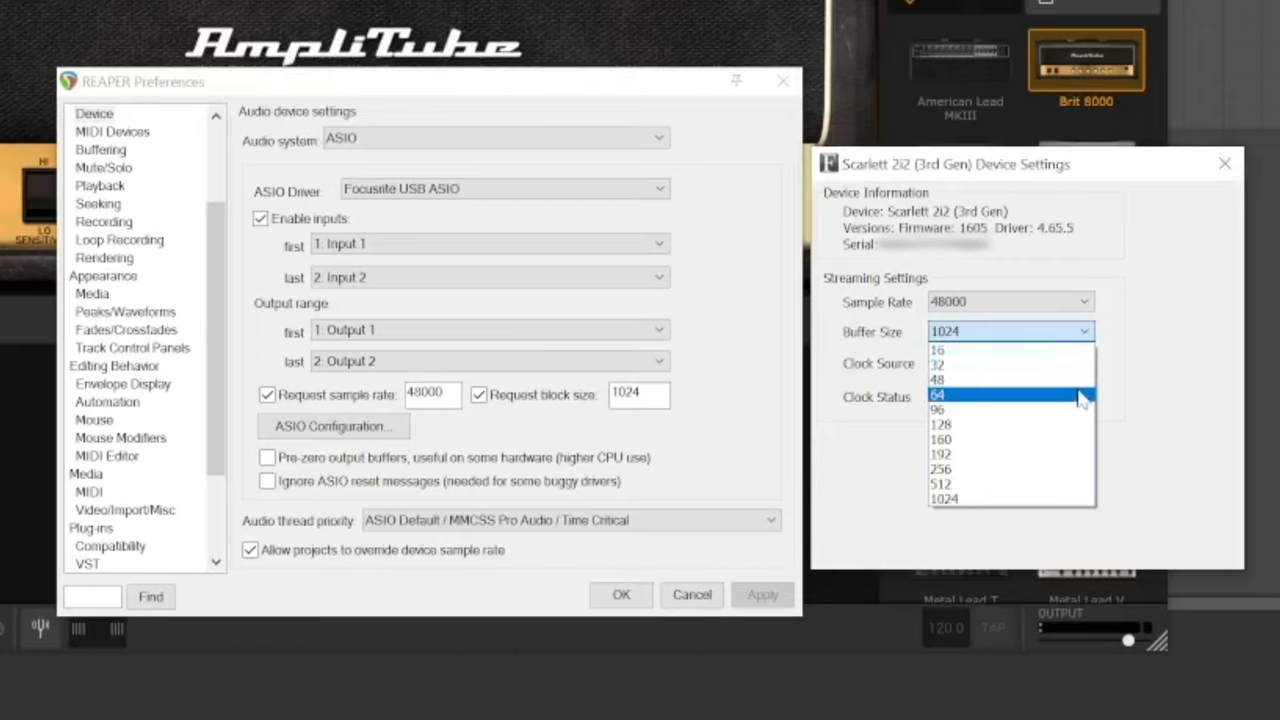 AmpliTube
American Lead
MKIII
Brit 8000
HI
LO
REAPER Preferences
Device
MIDI Devices
Buffering
Mute/Solo
Playback
Seeking
Recording
Loop Recording
Rendering
Appearance
Media
Peaks/Waveforms
Fades/Crossfades
Track Control Panels
Editing Behavior
Envelope Display
Automation
Mouse
Mouse Modifiers
MIDI Editor
Media
MIDI
Video/Import/Misc
Plug-ins
Compatibility
VST
Find
Audio device settings
Audio system: ASIO
ASIO Driver: Focusrite USB ASIO
Enable inputs:
first 1: Input 1
last 2: Input 2
Output range:
first 1: Output 1
last 2: Output 2
Request sample rate: 48000 Request block size: 1024
ASIO Configuration...
Pre-zero output buffers, useful on some hardware (higher CPU use)
Ignore ASIO reset messages (needed for some buggy drivers)
Audio thread priority: ASIO Default / MMCSS Pro Audio / Time Critical
Allow projects to override device sample rate
OK Cancel Apply
Scarlett 2i2 (3rd Gen) Device Settings
Device Information
Device: Scarlett 2i2 (3rd Gen)
Versions: Firmware: 1605 Driver: 4.65.5
Serial:
Streaming Settings
Sample Rate 48000
Buffer Size 1024
Clock Source
Clock Status
16
32
48
64
96
128
160
192
256
512
1024
Metal Lead T
Metal Lead V
120.0 TAP
OUTPUT